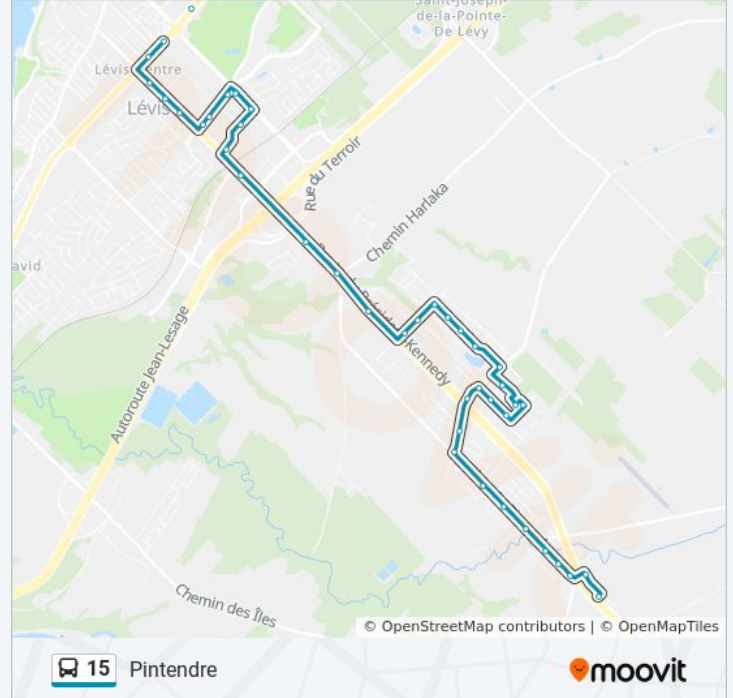 Saint-Joseph-
de-la-Pointe-
De Lévy
Lévis Centre
Lévis
Rue du Terroir
Chemin Harlaka
avid
Kennedy
Autoroute Jean-Lesage
Chemin des Îles
© OpenStreetMap contributors | © OpenMapTiles
15 Pintendre
moovit